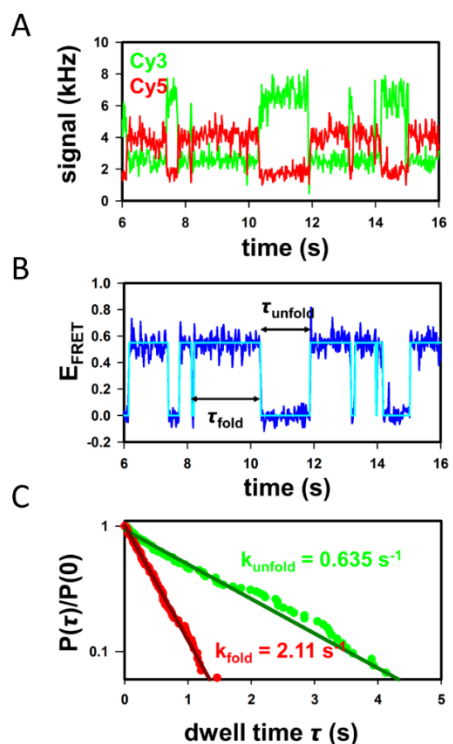 A
Cy3
Cy5
signal (kHz)
10
8
6
4
2
0
6 8 10 12 14 16
time (s)
B
τunfold
τfold
EFRET
1.0
0.8
0.6
0.4
0.2
0.0
-0.2
6 8 10 12 14 16
time (s)
C
kunfold = 0.635 s-1
kfold = 2.11 s-1
P(τ)/P(0)
1
0.1
0 1 2 3 4 5
dwell time τ (s)